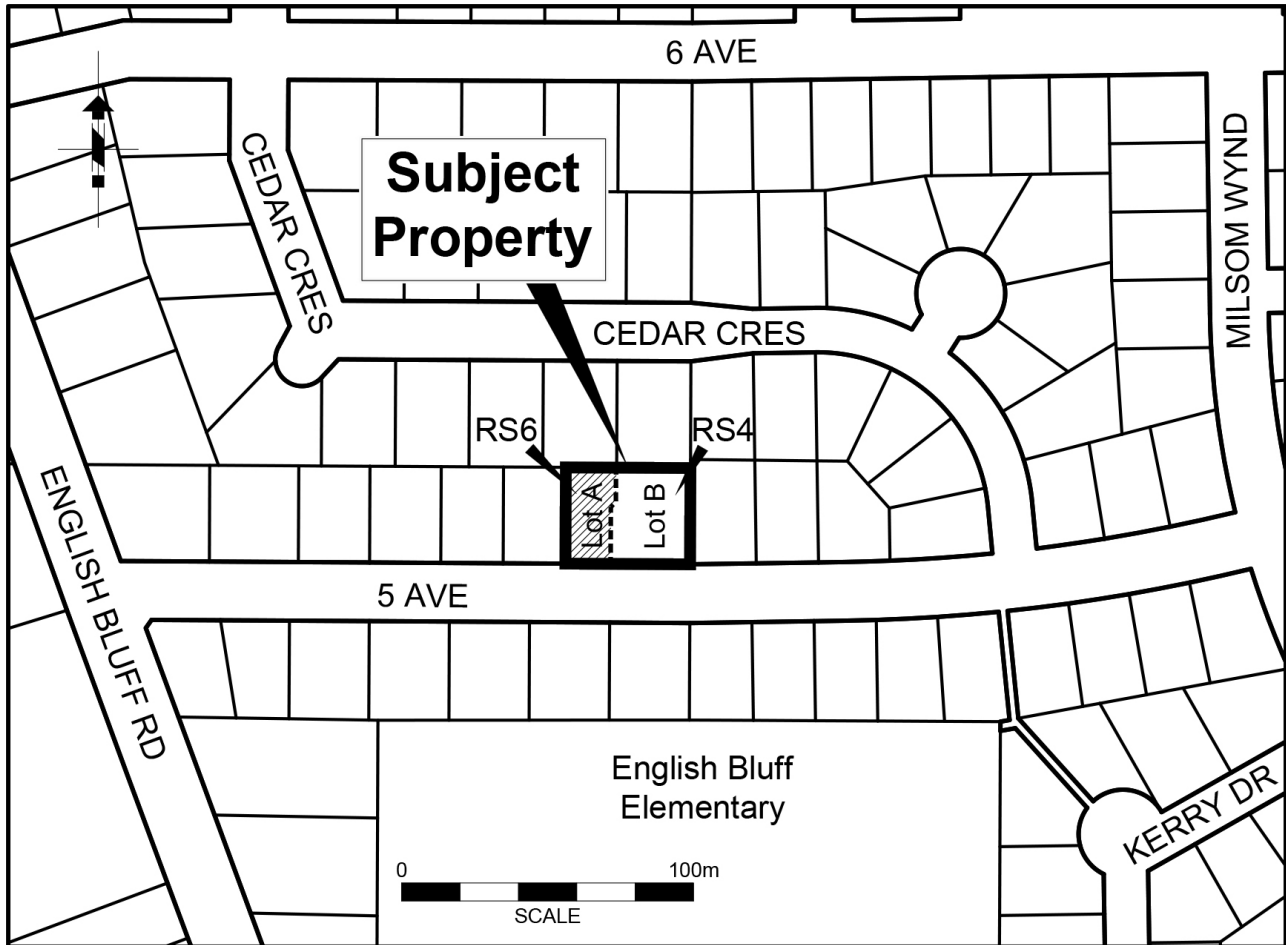 6 AVE
CEDAR CRES
Subject
Property
MILSOM WYND
CEDAR CRES
RS6
RS4
Lot A
Lot B
ENGLISH BLUFF RD
5 AVE
English Bluff
Elementary
KERRY DR
0
100m
SCALE